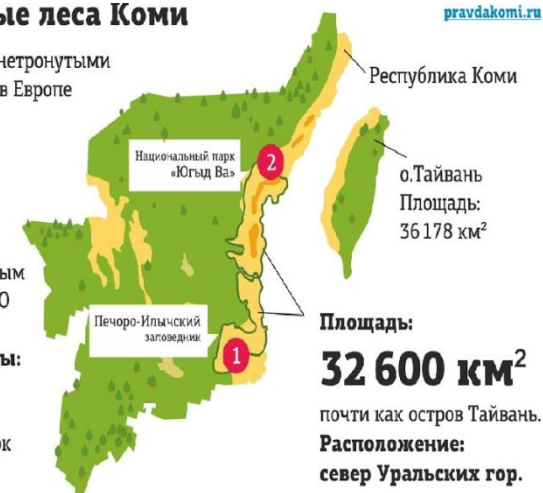 ые леса Коми
pravdakomi.ru
нетронутыми
в Европе
Республика Коми
Национальный парк
«Югыд Ва»
2
о.Тайвань
Площадь:
36 178 км²
ым
О
Печоро-Илычский
заповедник
1
ты:
ок
Площадь:
32 600 км²
почти как остров Тайвань.
Расположение:
север Уральских гор.